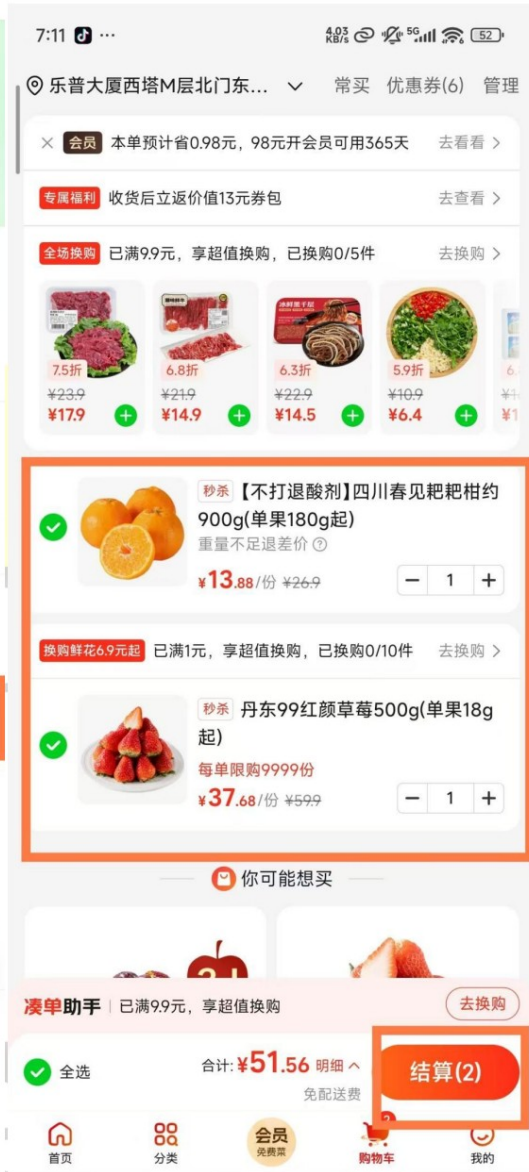 7:11 ···
4.03 KB/s 5G 52
乐普大厦西塔M层北门东... 常买 优惠券(6) 管理
× 会员 本单预计省0.98元，98元开会员可用365天 去看看 >
专属福利 收货后立返价值13元券包 去查看 >
全场换购 已满99元，享超值换购，已换购0/5件 去换购 >
7.5折 6.8折 6.3折 5.9折
¥23.9 ¥21.9 ¥22.9 ¥10.9
¥17.9 ¥14.9 ¥14.5 ¥6.4
秒杀 【不打退酸剂】四川春见耙耙柑约
900g(单果180g起)
重量不足退差价 ?
¥13.88/份 ¥26.9 − 1 +
换购鲜花6.9元起 已满1元，享超值换购，已换购0/10件 去换购 >
秒杀 丹东99红颜草莓500g(单果18g
起)
每单限购9999份
¥37.68/份 ¥59.9 − 1 +
你可能想买
凑单助手 | 已满9.9元，享超值换购 去换购
全选 合计:¥51.56 明细 结算(2)
免配送费
首页 分类 会员 免费菜 购物车 2 我的